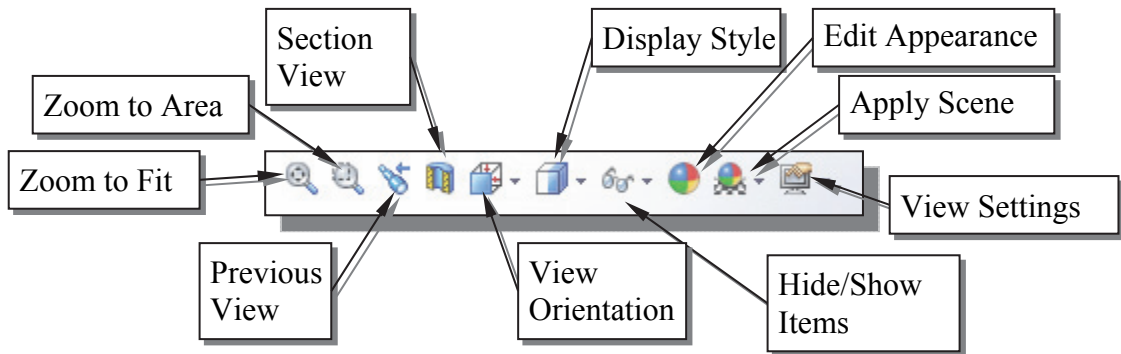 Section
View
Display Style
Edit Appearance
Zoom to Area
Apply Scene
Zoom to Fit
View Settings
Previous
View
View
Orientation
Hide/Show
Items